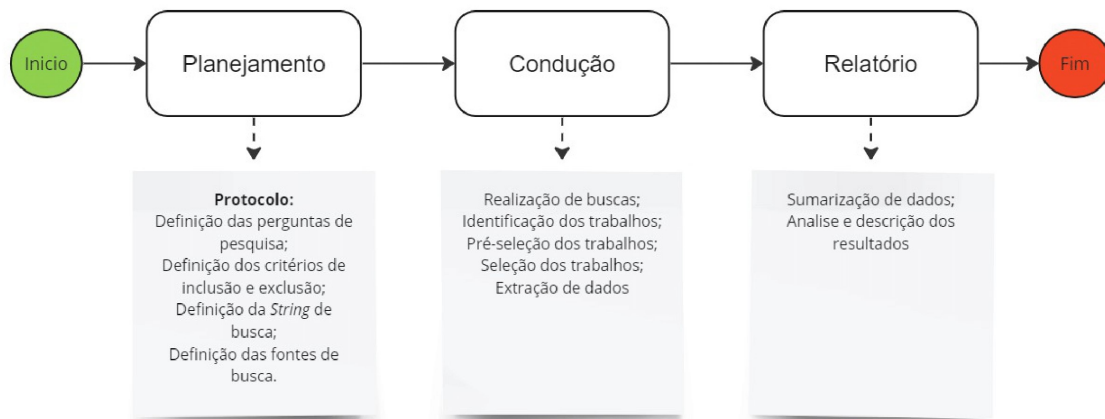 Inicio
Planejamento
Condução
Relatório
Fim
Protocolo:
Definição das perguntas de
pesquisa;
Definição dos critérios de
inclusão e exclusão;
Definição da String de
busca;
Definição das fontes de
busca.
Realização de buscas;
Identificação dos trabalhos;
Pré-seleção dos trabalhos;
Seleção dos trabalhos;
Extração de dados
Sumarização de dados;
Analise e descrição dos
resultados